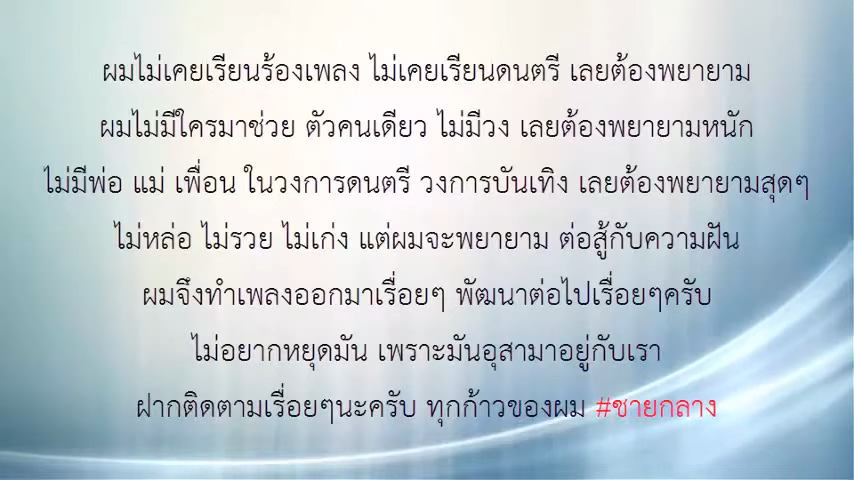 ผมไม่เคยเรียนร้องเพลง ไม่เคยเรียนดนตรี เลยต้องพยายาม
ผมไม่มีใครมาช่วย ตัวคนเดียว ไม่มีวง เลยต้องพยายามหนัก
ไม่มีพ่อ แม่ เพื่อน ในวงการดนตรี วงการบันเทิง เลยต้องพยายามสุดๆ
ไม่หล่อ ไม่รวย ไม่เก่ง แต่ผมจะพยายาม ต่อสู้กับความฝัน
ผมจึงทำเพลงออกมาเรื่อยๆ พัฒนาต่อไปเรื่อยๆครับ
ไม่อยากหยุดมัน เพราะมันอุสามาอยู่กับเรา
ฝากติดตามเรื่อยๆนะครับ ทุกก้าวของผม #ชายกลาง